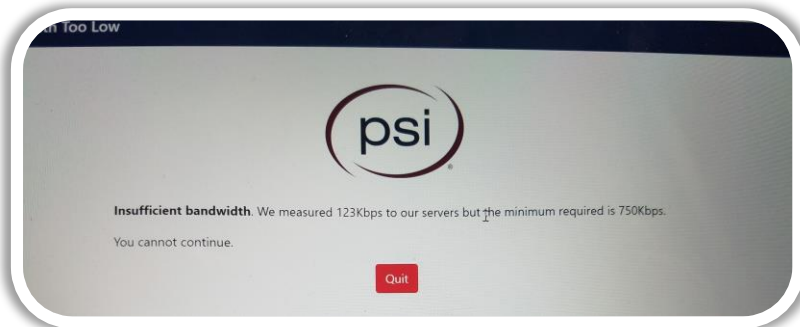 Too Low
psi
Insufficient bandwidth. We measured 123Kbps to our servers but the minimum required is 750Kbps.
You cannot continue.
Quit